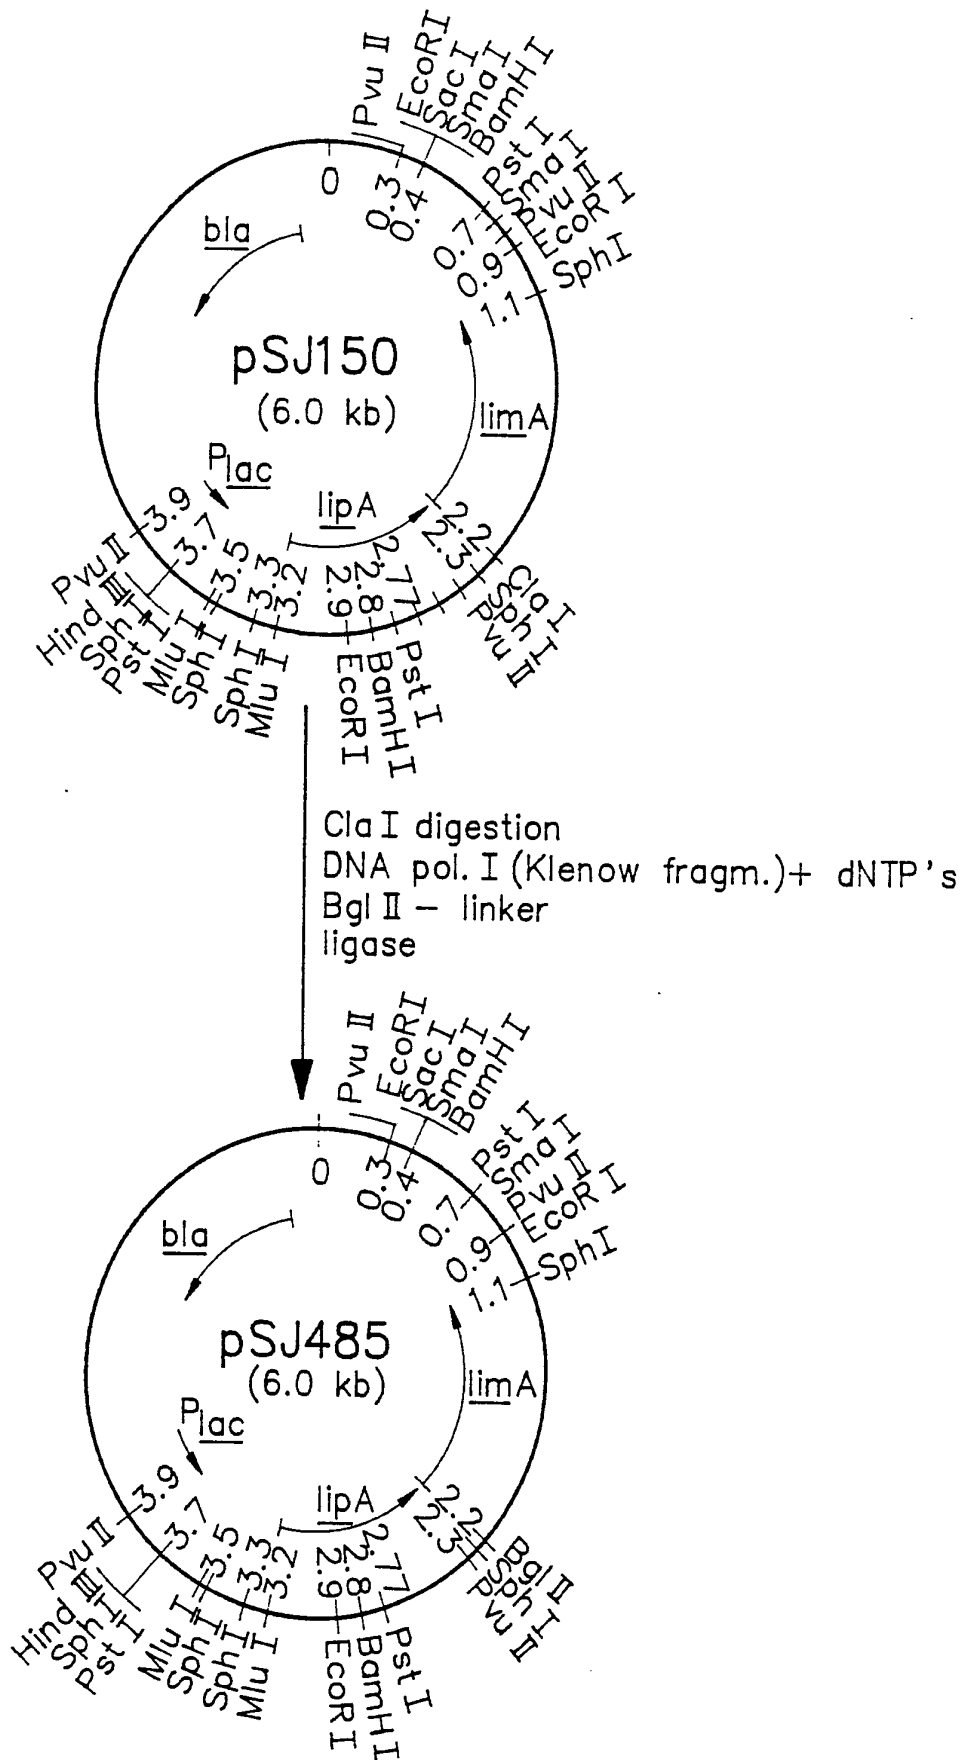 Pvu II
EcoRI
Sac I
Sma I
BamH I
Pst I
Sma I
Pvu II
EcoR I
SphI
0
0.3
0.4
0.7
0.9
1.1
bla
pSJ150
(6.0 kb)
limA
Plac
lipA
3.9
3.7
3.5
3.3
3.2
2.9
2.8
2.77
2.3
2.2
Pvu II
Hind III
Sph I
Pst I
Mlu I
Sph I
Sph I
Mlu I
EcoRI
BamHI
Pst I
Cla I
Sph I
Pvu II
Cla I digestion
DNA pol. I (Klenow fragm.)+ dNTP's
Bgl II – linker
ligase
Pvu II
EcoRI
Sac I
Sma I
BamH I
Pst I
Sma I
Pvu II
EcoR I
SphI
0
0.3
0.4
0.7
0.9
1.1
bla
pSJ485
(6.0 kb)
limA
Plac
lipA
3.9
3.7
3.5
3.3
3.2
2.9
2.8
2.77
2.3
2.2
Pvu II
Hind III
Sph I
Pst I
Mlu I
Sph I
Sph I
Mlu I
EcoRI
BamHI
Pst I
Bgl II
Sph I
Pvu II